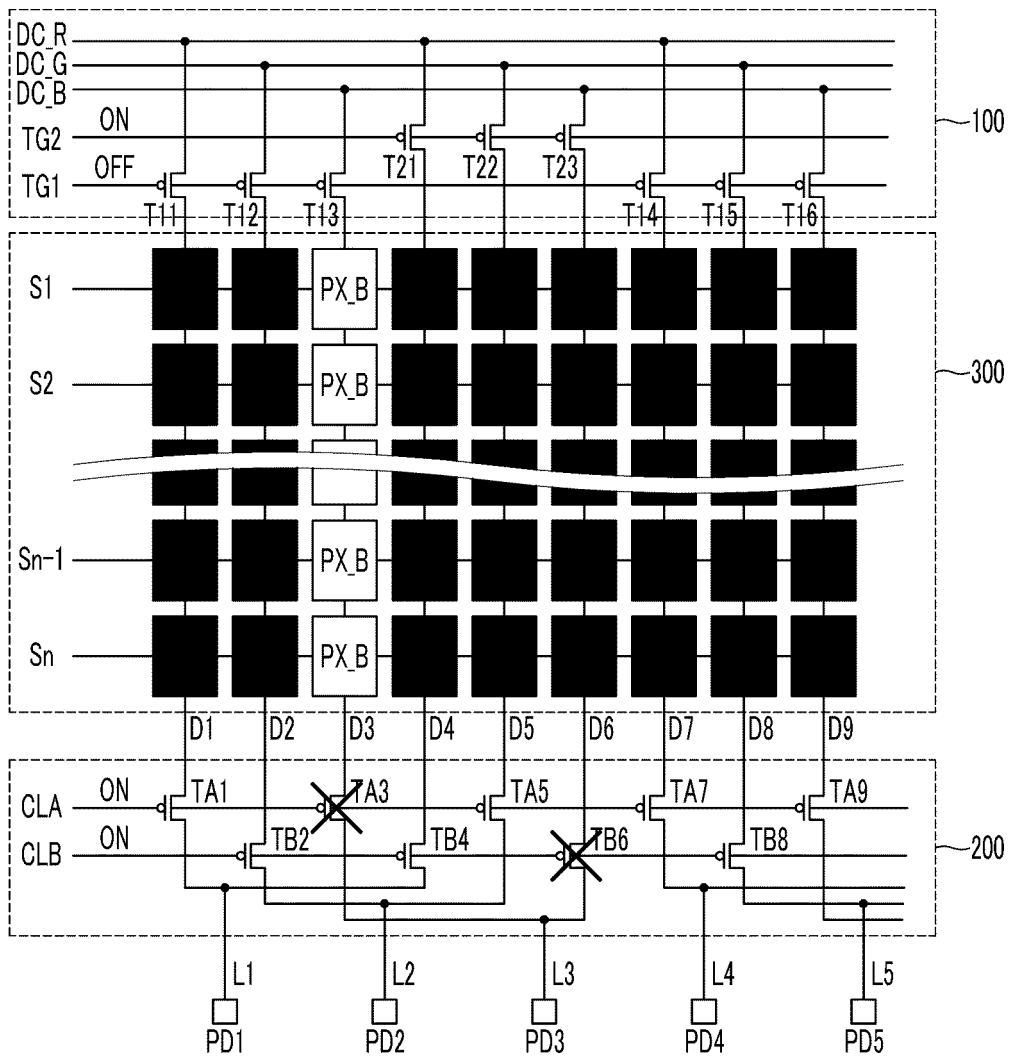 DC_R
DC_G
DC_B
ON
TG2
T21 T22 T23
OFF
TG1
T11 T12 T13 T14 T15 T16
100
S1 PX_B
S2 PX_B
300
Sn-1 PX_B
Sn PX_B
D1 D2 D3 D4 D5 D6 D7 D8 D9
CLA ON TA1 TA3 TA5 TA7 TA9
CLB ON TB2 TB4 TB6 TB8
200
L1 L2 L3 L4 L5
PD1 PD2 PD3 PD4 PD5